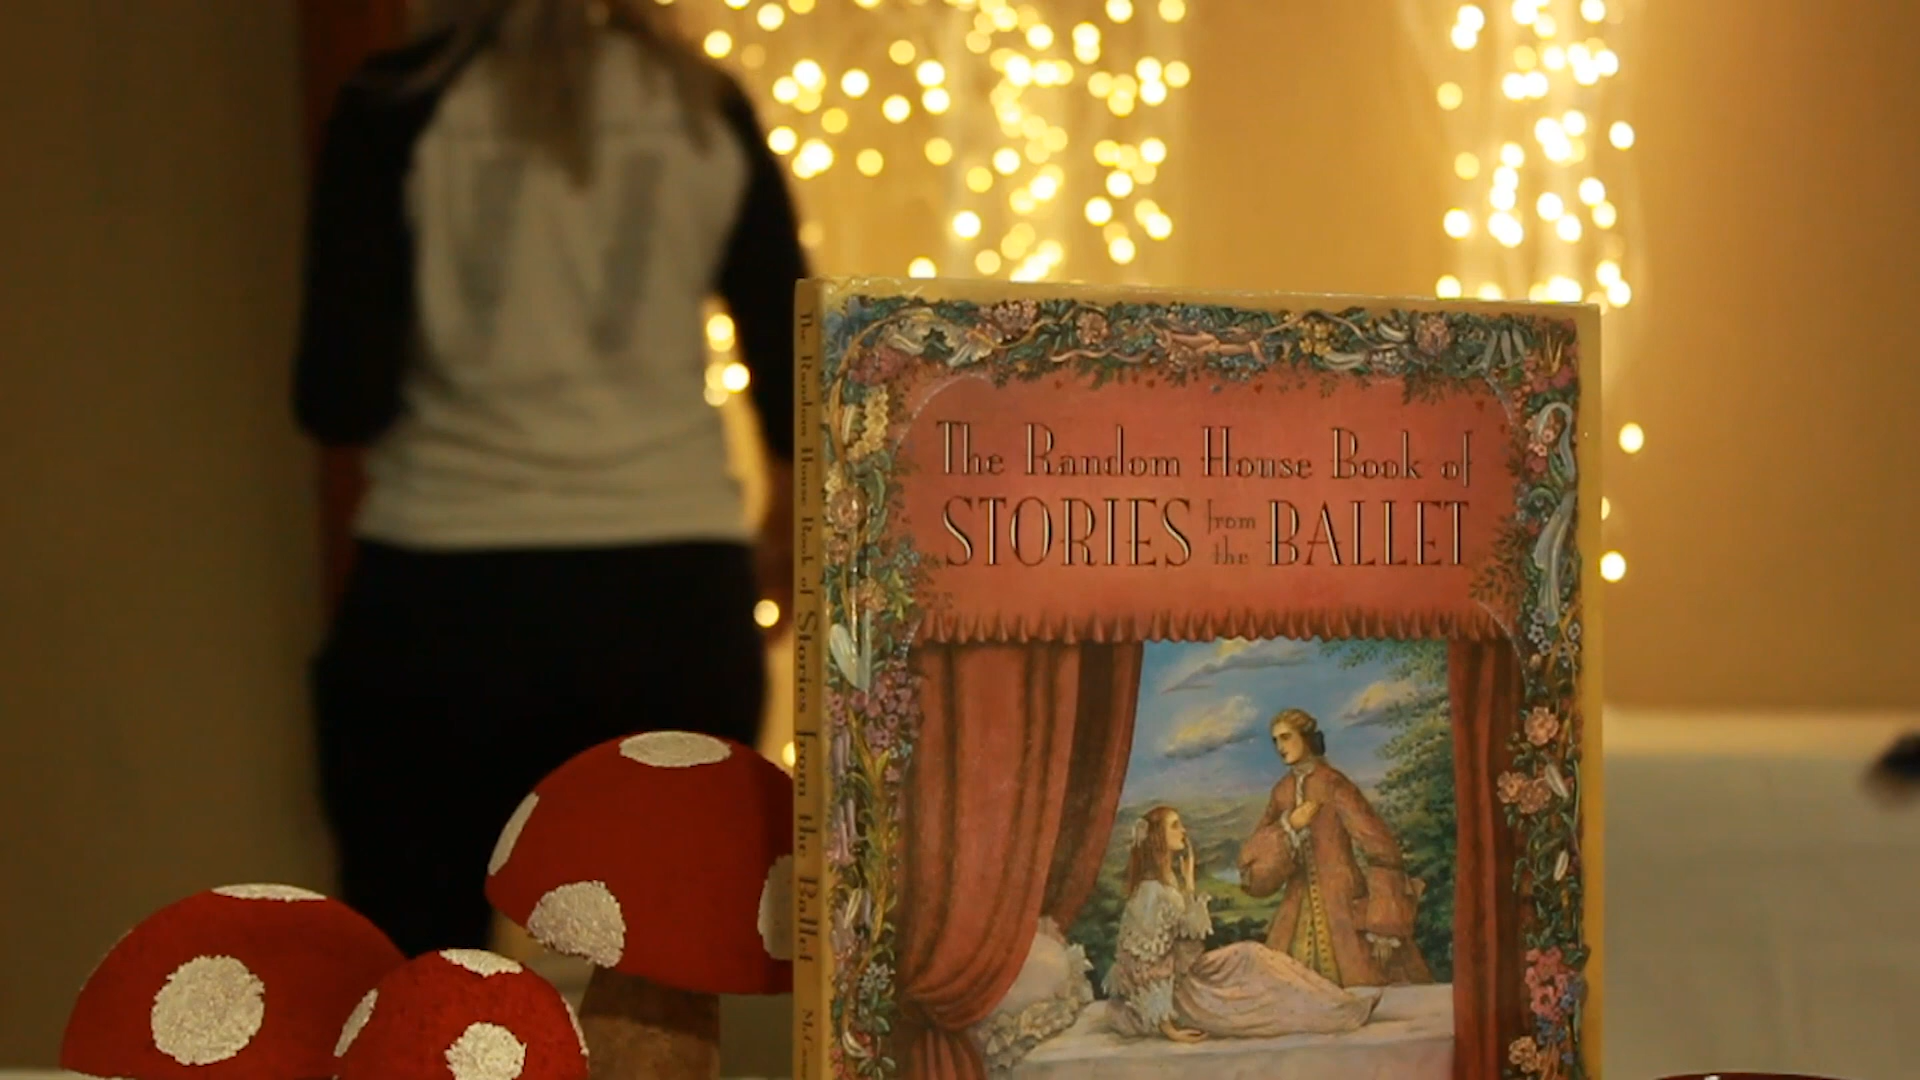 The Random House Book of
STORIES from the BALLET
The Random House Book of Stories from the Ballet